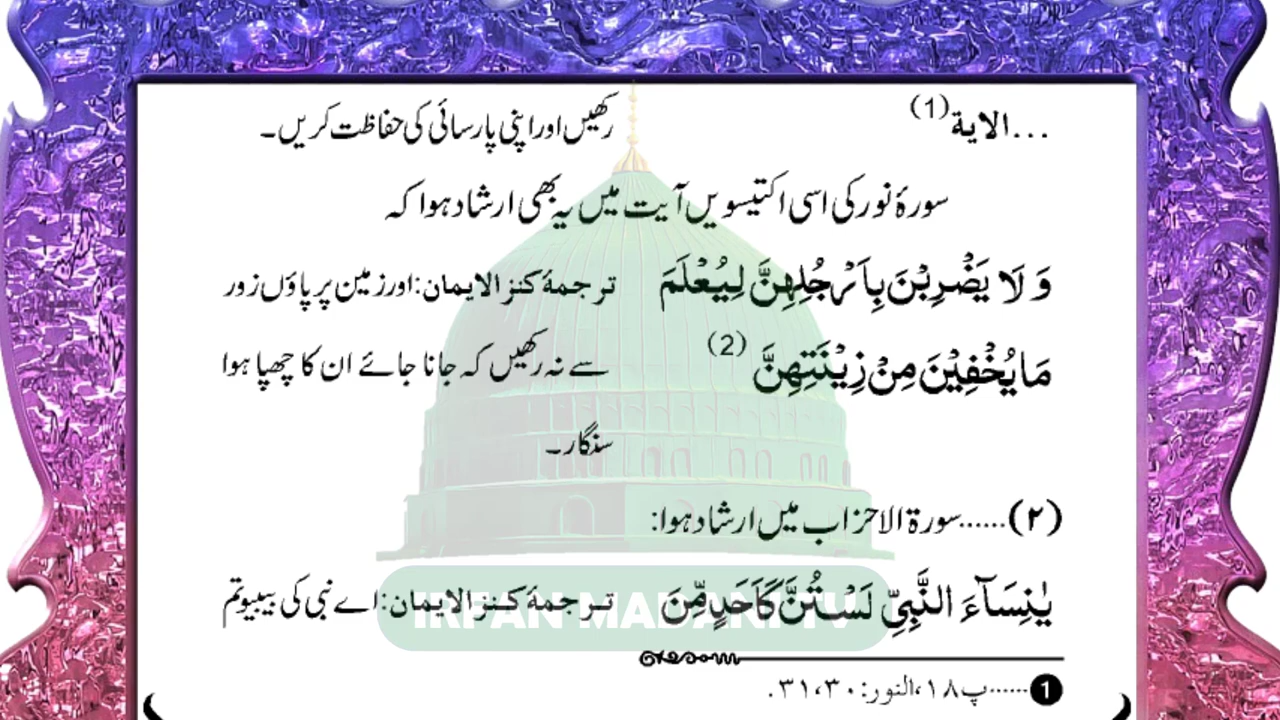 ...الایة(1) رکھیں اور اپنی پارسائی کی حفاظت کریں۔
سورۂ نور کی اسی اکتیسویں آیت میں یہ بھی ارشاد ہوا کہ
وَ لَا یَضْرِبْنَ بِاَرْجُلِهِنَّ لِیُعْلَمَ ترجمۂ کنز الایمان: اور زمین پر پاؤں زور
مَا یُخْفِیْنَ مِنْ زِیْنَتِهِنَّ (2) سے نہ رکھیں کہ جانا جائے ان کا چھپا ہوا
سنگار۔
(۲)......سورۃ الاحزاب میں ارشاد ہوا:
یٰنِسَآءَ النَّبِیِّ لَسْتُنَّ كَاَحَدٍ مِّنَ ترجمۂ کنز الایمان: اے نبی کی بیبیو تم
IRFAN MADANI TV
1......پ۱۸، النور: ۳۰، ۳۱.